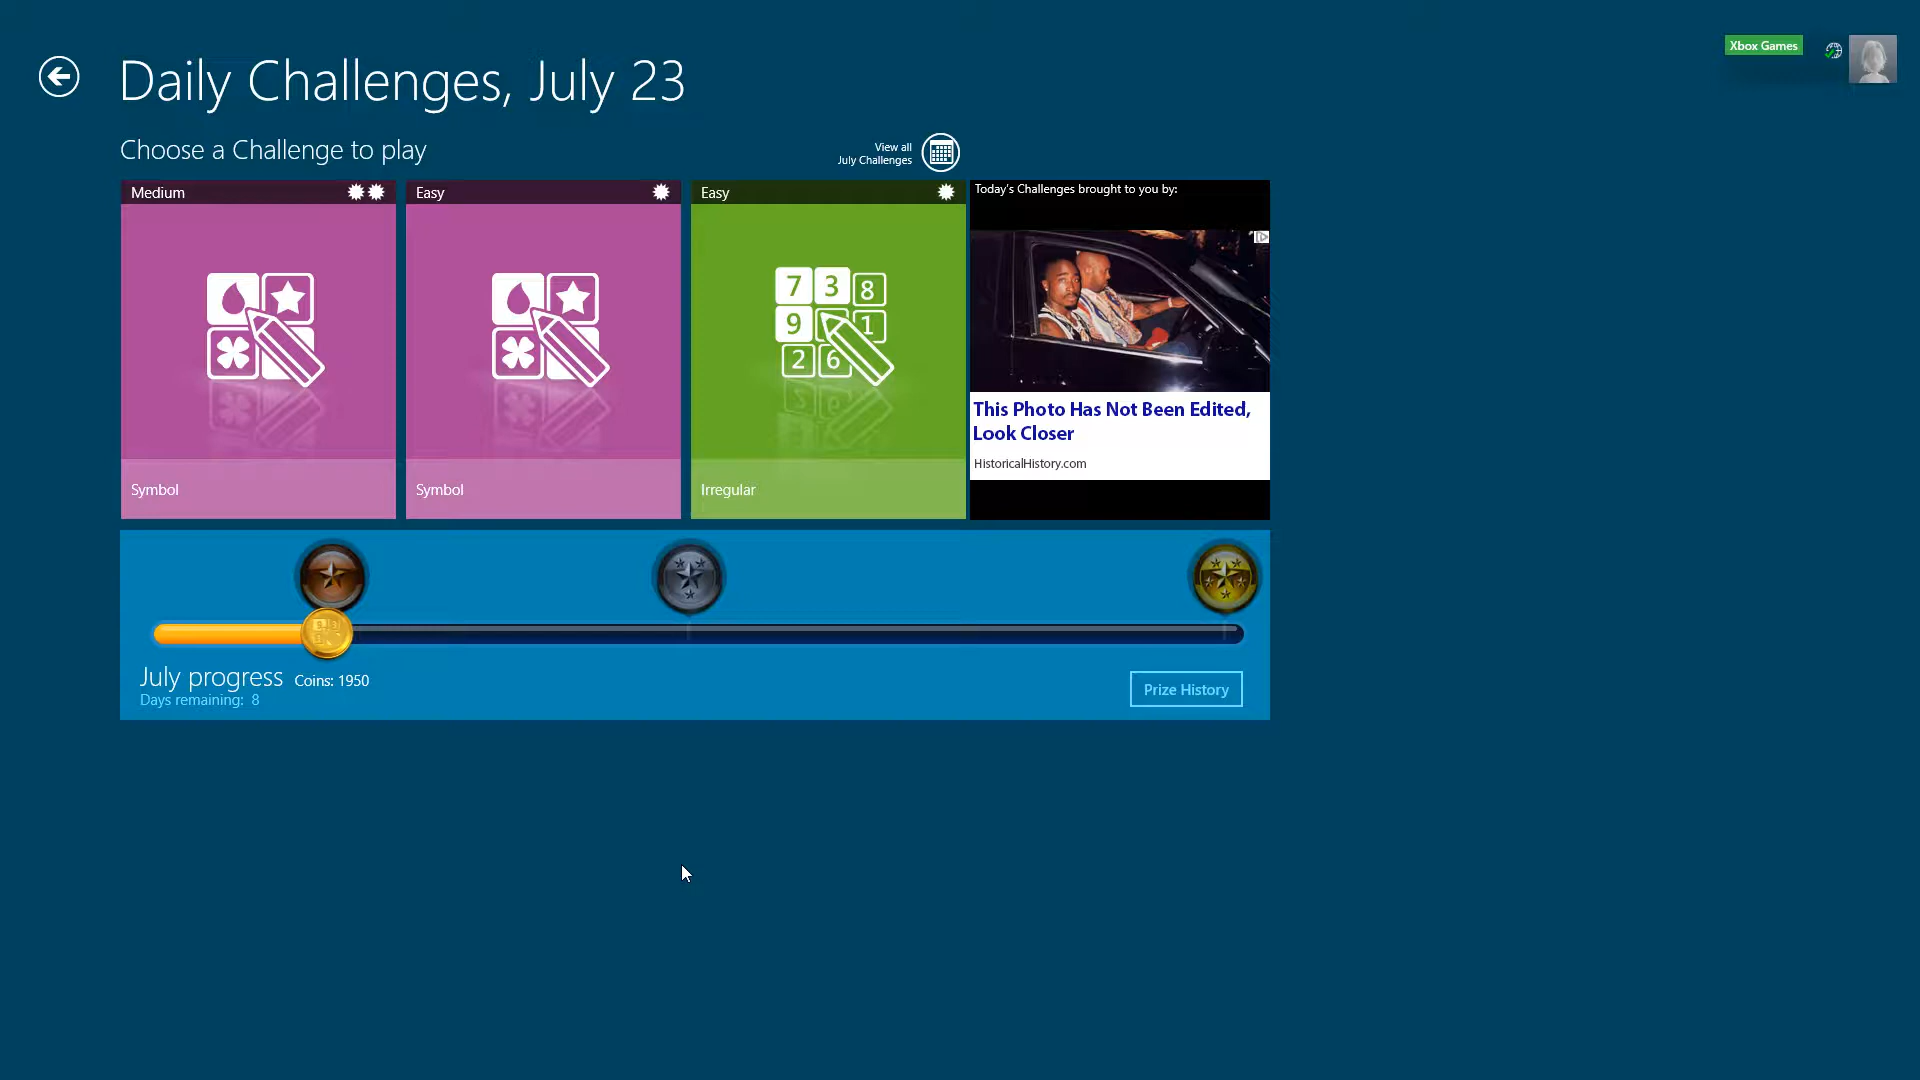 Daily Challenges, July 23
Xbox Games
Choose a Challenge to play
View all
July Challenges
Medium
Easy
Easy
Today's Challenges brought to you by:
7 3 8
9 1
2 6
This Photo Has Not Been Edited,
Look Closer
HistoricalHistory.com
Symbol
Symbol
Irregular
July progress
Coins: 1950
Days remaining: 8
Prize History